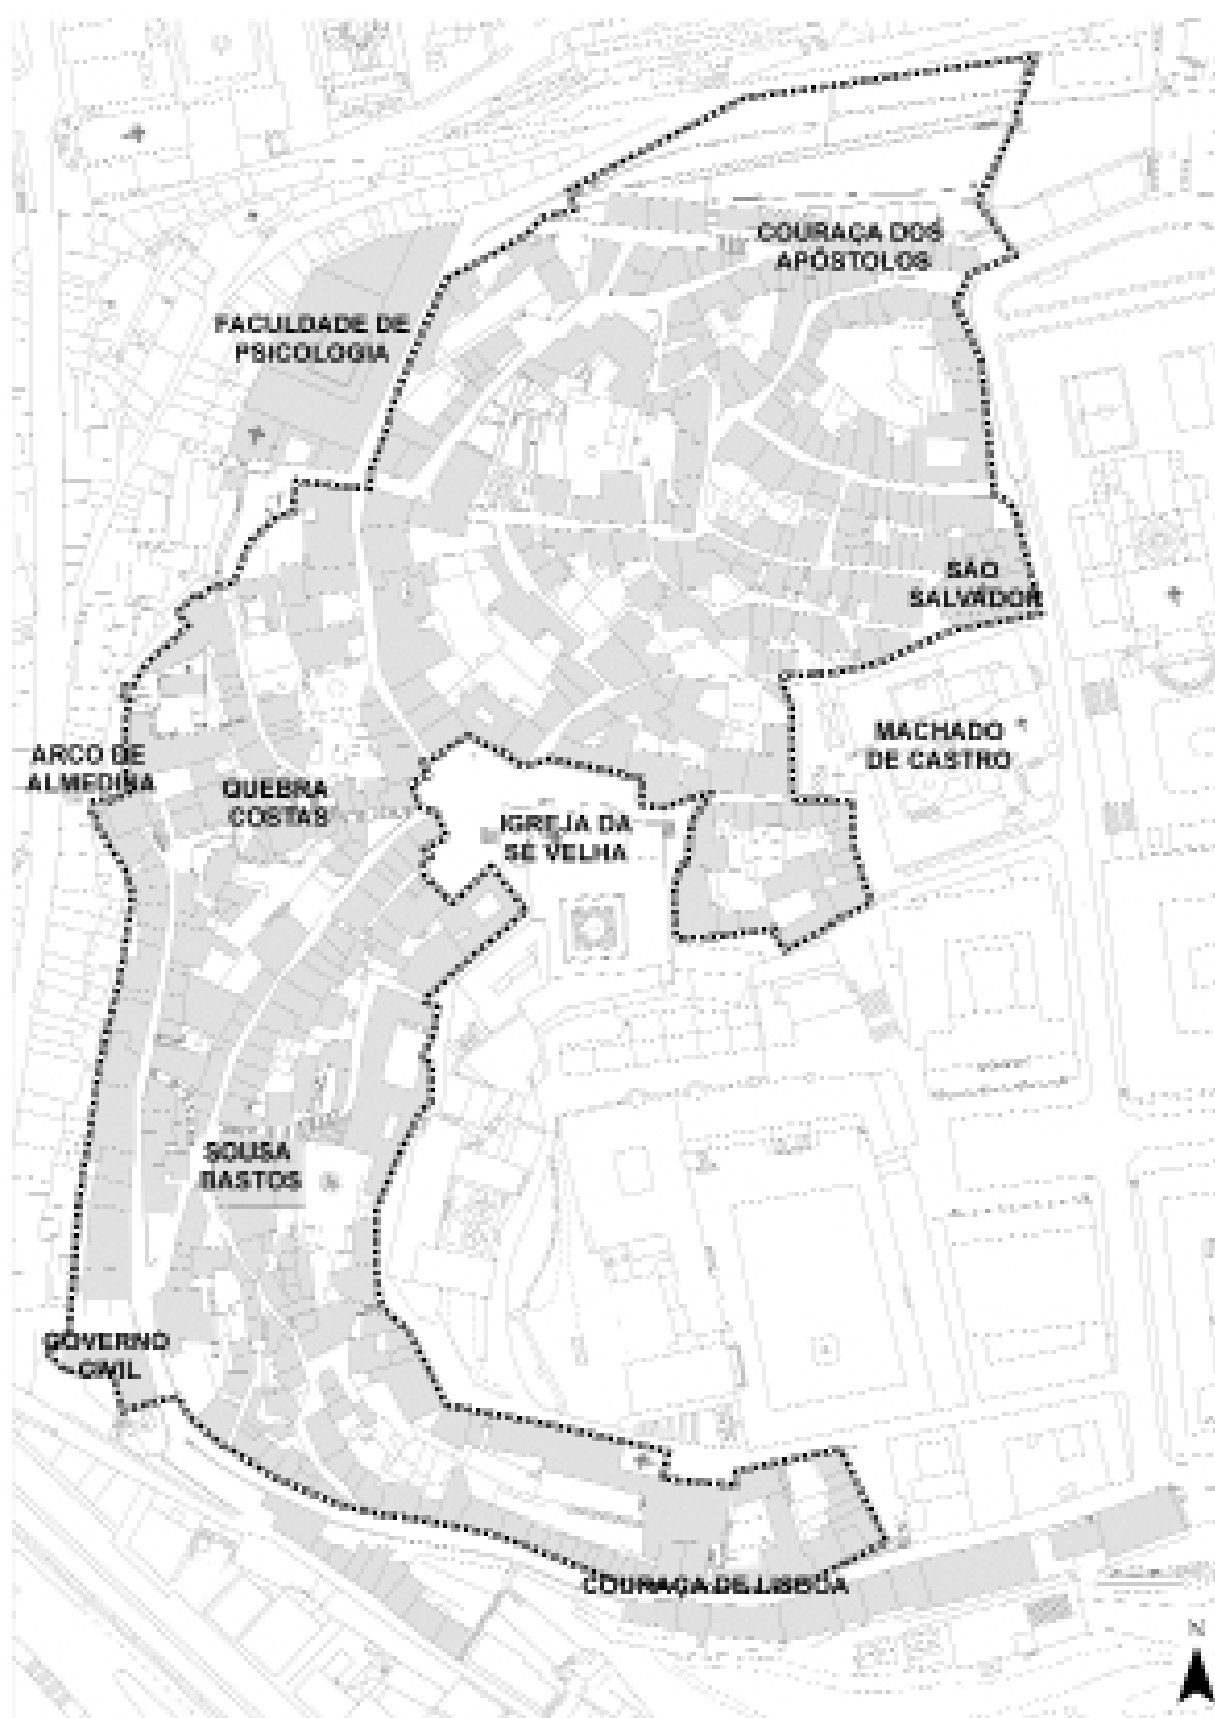 COURAÇA DOS
APÓSTOLOS
FACULDADE DE
PSICOLOGIA
SÃO
SALVADOR
MACHADO
DE CASTRO
ARCO DE
ALMEDINA
QUEBRA
COSTAS
IGREJA DA
SÉ VELHA
SOUSA
BASTOS
GOVERNO
CIVIL
COURAÇA DE LISBOA
N